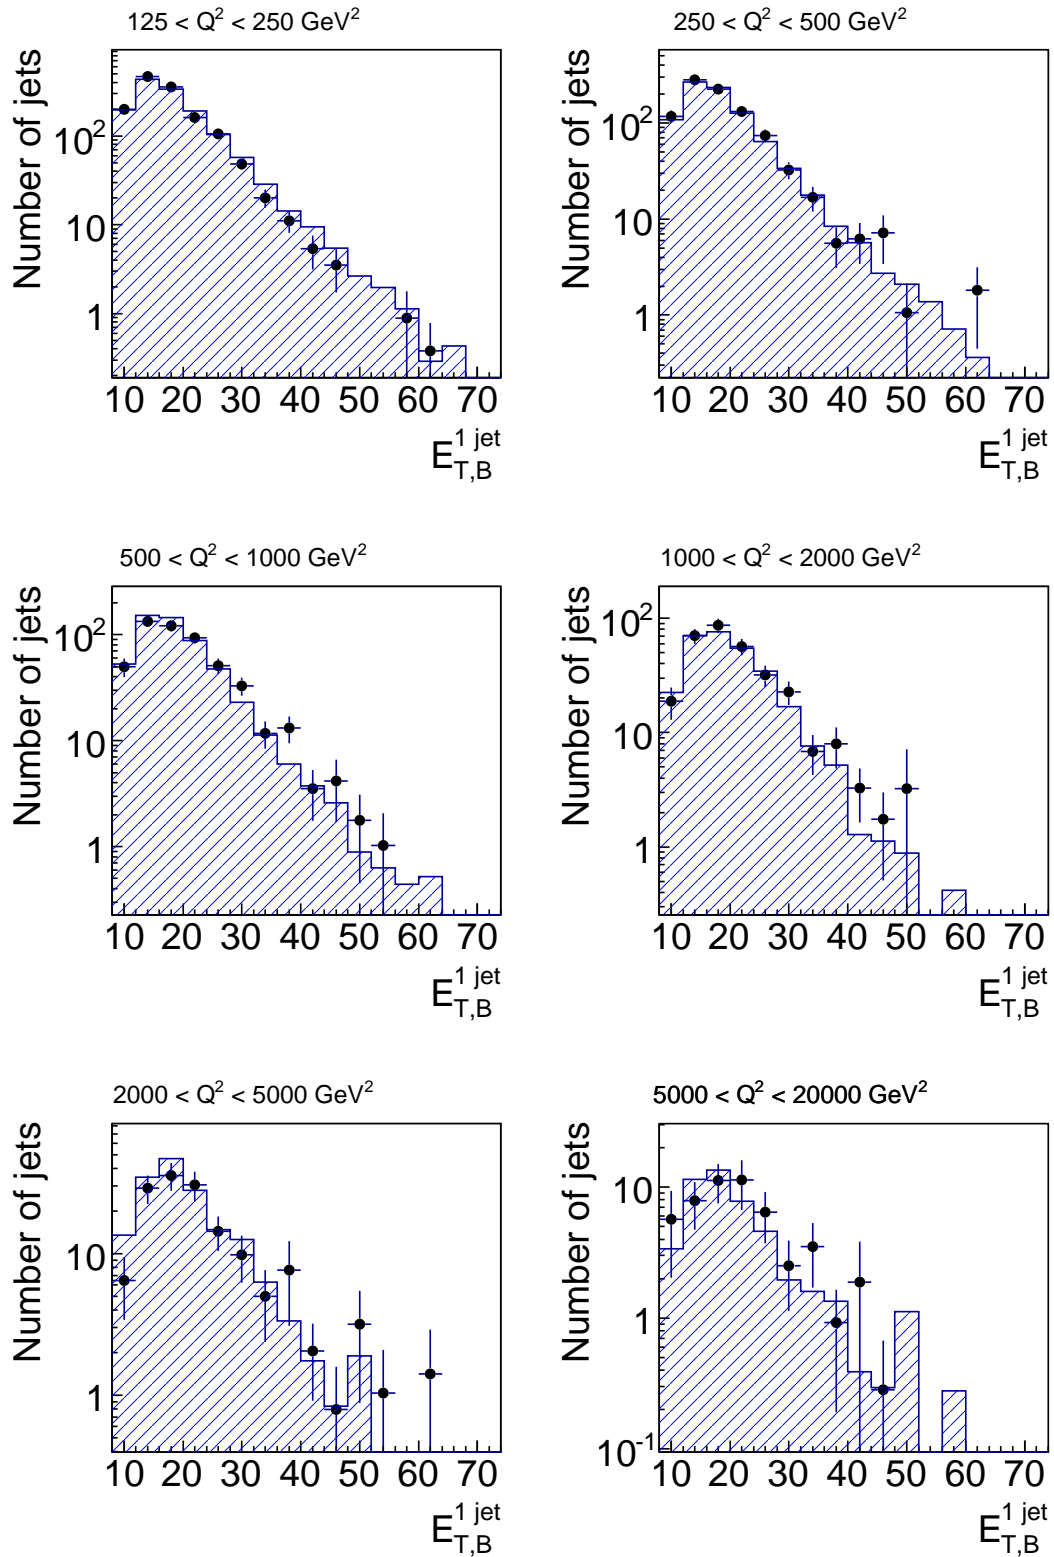 125 < Q² < 250 GeV²
Number of jets
10²
10
1
10 20 30 40 50 60 70
E_{T,B}^{1 jet}
250 < Q² < 500 GeV²
Number of jets
10²
10
1
10 20 30 40 50 60 70
E_{T,B}^{1 jet}
500 < Q² < 1000 GeV²
Number of jets
10²
10
1
10 20 30 40 50 60 70
E_{T,B}^{1 jet}
1000 < Q² < 2000 GeV²
Number of jets
10²
10
1
10 20 30 40 50 60 70
E_{T,B}^{1 jet}
2000 < Q² < 5000 GeV²
Number of jets
10
1
10 20 30 40 50 60 70
E_{T,B}^{1 jet}
5000 < Q² < 20000 GeV²
Number of jets
10
1
10⁻¹
10 20 30 40 50 60 70
E_{T,B}^{1 jet}